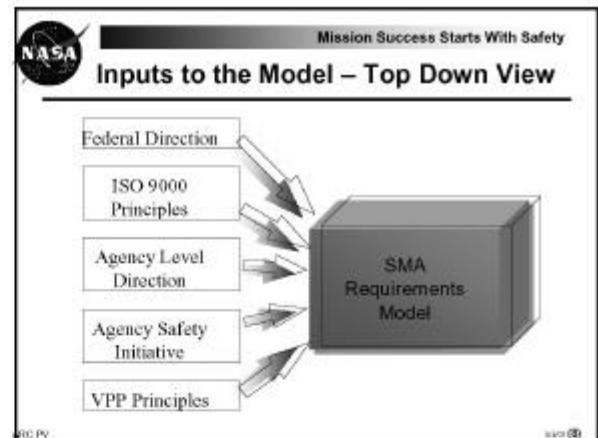 NASA
Mission Success Starts With Safety
Inputs to the Model – Top Down View
Federal Direction
ISO 9000
Principles
Agency Level
Direction
Agency Safety
Initiative
VPP Principles
SMA
Requirements
Model